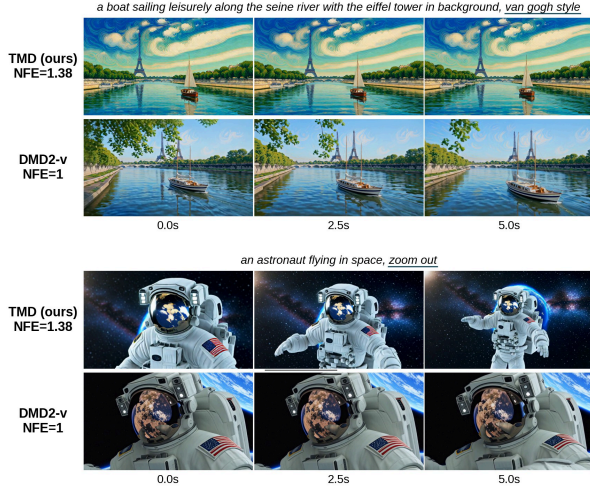 a boat sailing leisurely along the seine river with the eiffel tower in background, van gogh style
TMD (ours)
NFE=1.38
DMD2-v
NFE=1
0.0s
2.5s
5.0s
an astronaut flying in space, zoom out
TMD (ours)
NFE=1.38
DMD2-v
NFE=1
0.0s
2.5s
5.0s